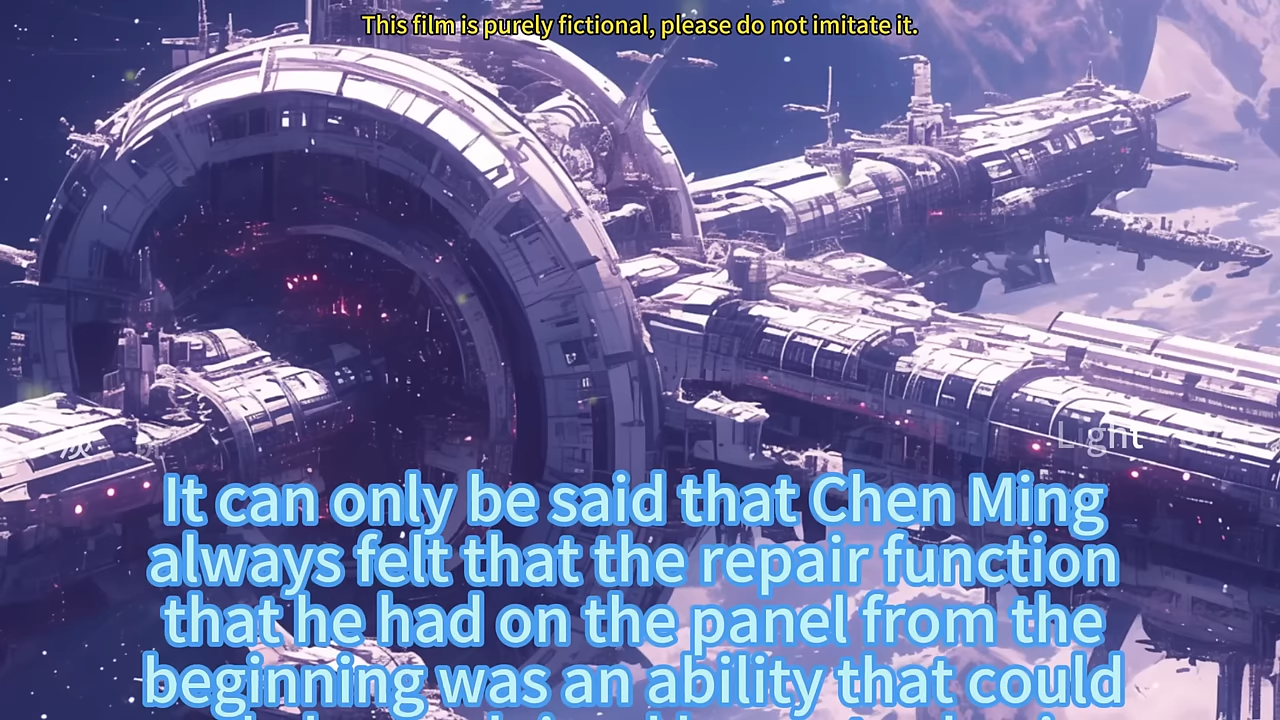 This film is purely fictional, please do not imitate it.
Light
It can only be said that Chen Ming
always felt that the repair function
that he had on the panel from the
beginning was an ability that could